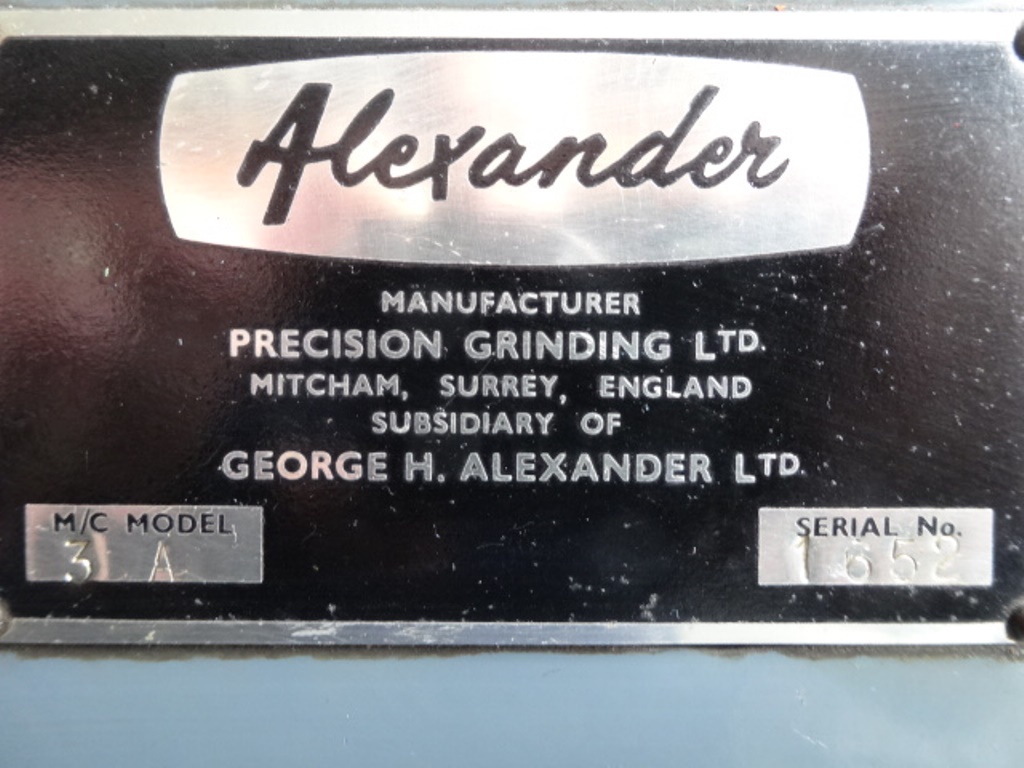 Alexander
MANUFACTURER
PRECISION GRINDING LTD.
MITCHAM, SURREY, ENGLAND
SUBSIDIARY OF
GEORGE H. ALEXANDER LTD.
M/C MODEL
3 A
SERIAL No.
1652